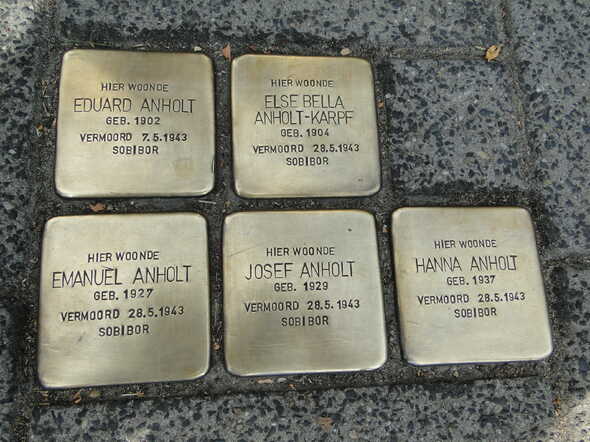 HIER WOONDE
EDUARD ANHOLT
GEB. 1902
VERMOORD 7.5.1943
SOBIBOR
HIER WOONDE
ELSE BELLA
ANHOLT-KARPF
GEB. 1904
VERMOORD 28.5.1943
SOBIBOR
HIER WOONDE
EMANUEL ANHOLT
GEB. 1927
VERMOORD 28.5.1943
SOBIBOR
HIER WOONDE
JOSEF ANHOLT
GEB. 1929
VERMOORD 28.5.1943
SOBIBOR
HIER WOONDE
HANNA ANHOLT
GEB. 1937
VERMOORD 28.5.1943
SOBIBOR